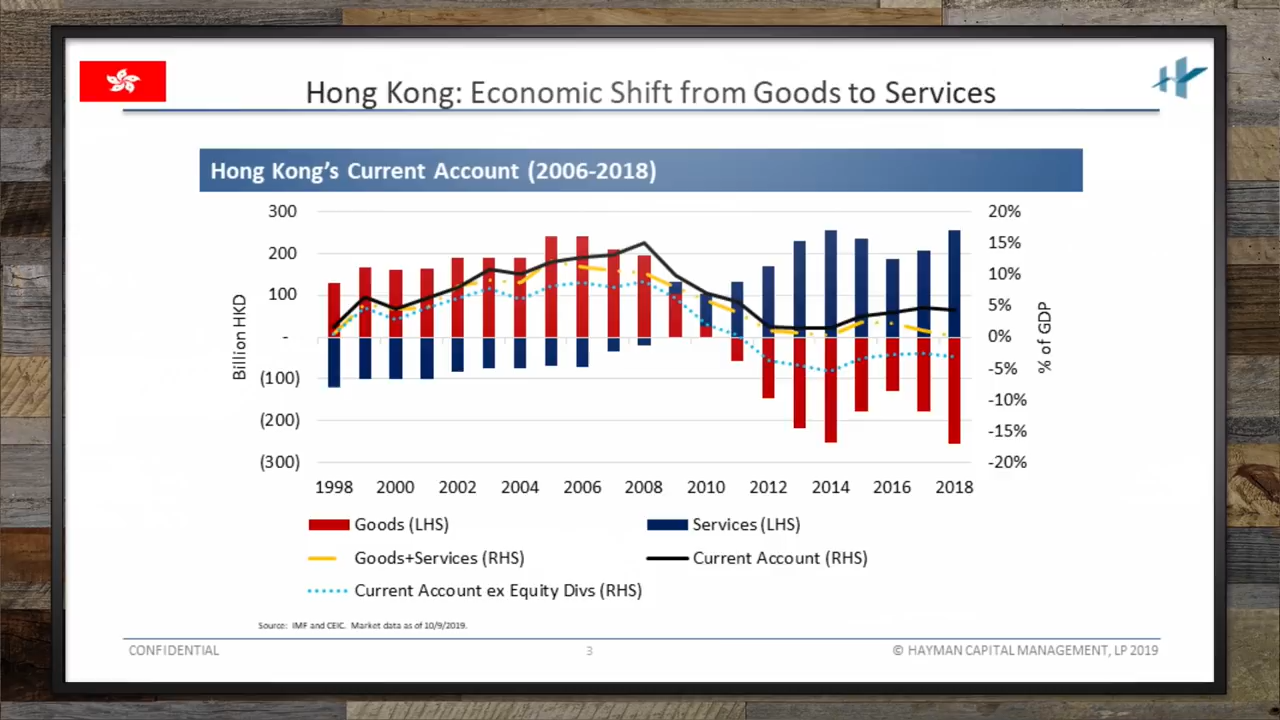 Hong Kong: Economic Shift from Goods to Services
Hong Kong’s Current Account (2006-2018)
300
200
100
-
(100)
(200)
(300)
Billion HKD
20%
15%
10%
5%
0%
-5%
-10%
-15%
-20%
% of GDP
1998 2000 2002 2004 2006 2008 2010 2012 2014 2016 2018
Goods (LHS) Services (LHS)
Goods+Services (RHS) Current Account (RHS)
Current Account ex Equity Divs (RHS)
Source: IMF and CEIC. Market data as of 10/9/2019.
CONFIDENTIAL 3 © HAYMAN CAPITAL MANAGEMENT, LP 2019